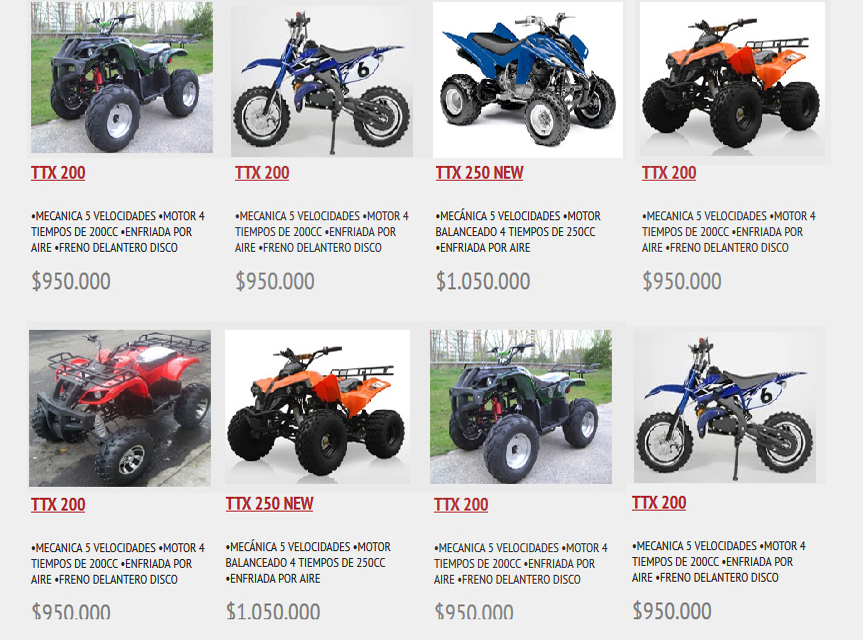 6
TTX 200
•MECANICA 5 VELOCIDADES •MOTOR 4
TIEMPOS DE 200CC •ENFRIADA POR
AIRE •FRENO DELANTERO DISCO
$950.000
TTX 200
•MECANICA 5 VELOCIDADES •MOTOR 4
TIEMPOS DE 200CC •ENFRIADA POR
AIRE •FRENO DELANTERO DISCO
$950.000
TTX 250 NEW
•MECÁNICA 5 VELOCIDADES •MOTOR
BALANCEADO 4 TIEMPOS DE 250CC
•ENFRIADA POR AIRE
$1.050.000
TTX 200
•MECANICA 5 VELOCIDADES •MOTOR 4
TIEMPOS DE 200CC •ENFRIADA POR
AIRE •FRENO DELANTERO DISCO
$950.000
6
TTX 200
•MECANICA 5 VELOCIDADES •MOTOR 4
TIEMPOS DE 200CC •ENFRIADA POR
AIRE •FRENO DELANTERO DISCO
$950.000
TTX 250 NEW
•MECÁNICA 5 VELOCIDADES •MOTOR
BALANCEADO 4 TIEMPOS DE 250CC
•ENFRIADA POR AIRE
$1.050.000
TTX 200
•MECANICA 5 VELOCIDADES •MOTOR 4
TIEMPOS DE 200CC •ENFRIADA POR
AIRE •FRENO DELANTERO DISCO
$950.000
TTX 200
•MECANICA 5 VELOCIDADES •MOTOR 4
TIEMPOS DE 200CC •ENFRIADA POR
AIRE •FRENO DELANTERO DISCO
$950.000